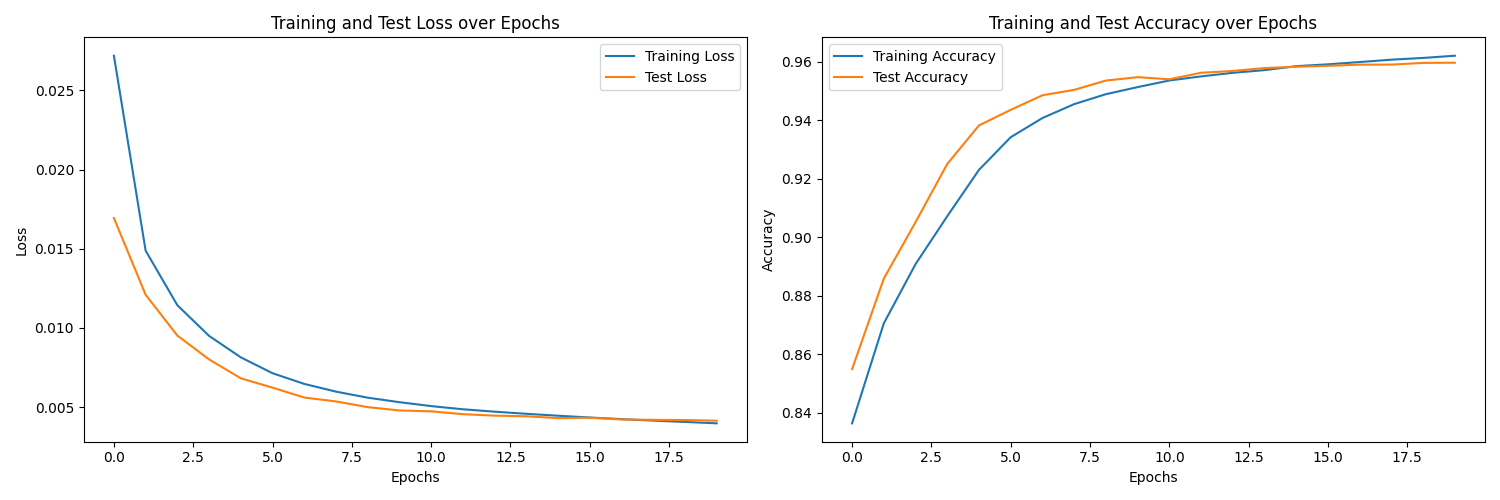 Training and Test Loss over Epochs
Training Loss
Test Loss
0.025
0.020
0.015
0.010
0.005
Loss
0.0 2.5 5.0 7.5 10.0 12.5 15.0 17.5
Epochs
Training and Test Accuracy over Epochs
Training Accuracy
Test Accuracy
0.96
0.94
0.92
0.90
0.88
0.86
0.84
Accuracy
0.0 2.5 5.0 7.5 10.0 12.5 15.0 17.5
Epochs